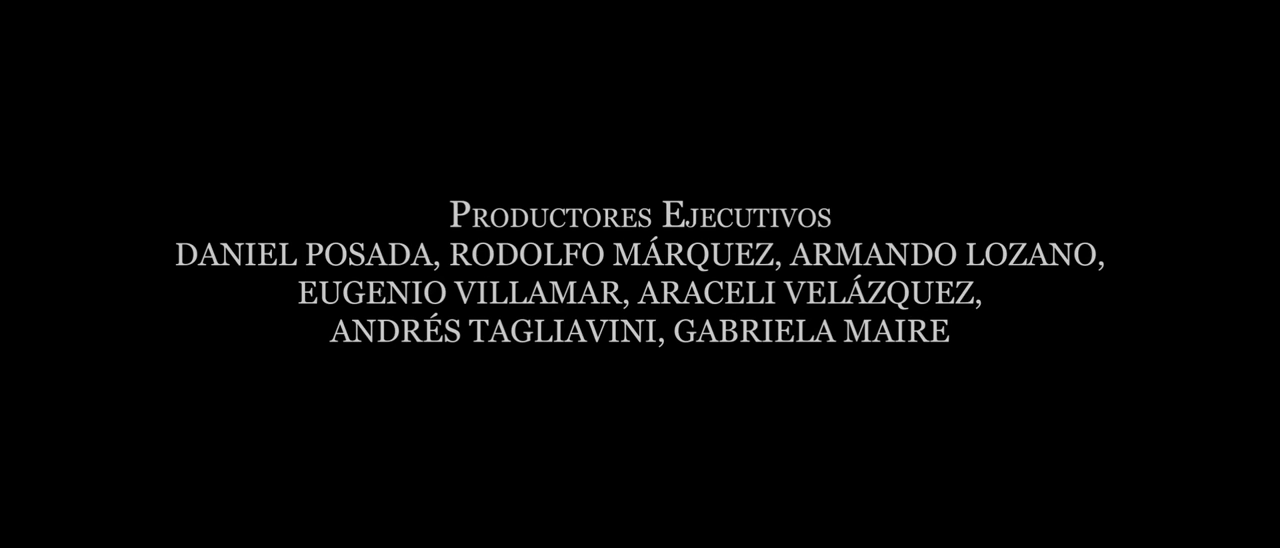 Productores Ejecutivos
DANIEL POSADA, RODOLFO MÁRQUEZ, ARMANDO LOZANO,
EUGENIO VILLAMAR, ARACELI VELÁZQUEZ,
ANDRÉS TAGLIAVINI, GABRIELA MAIRE